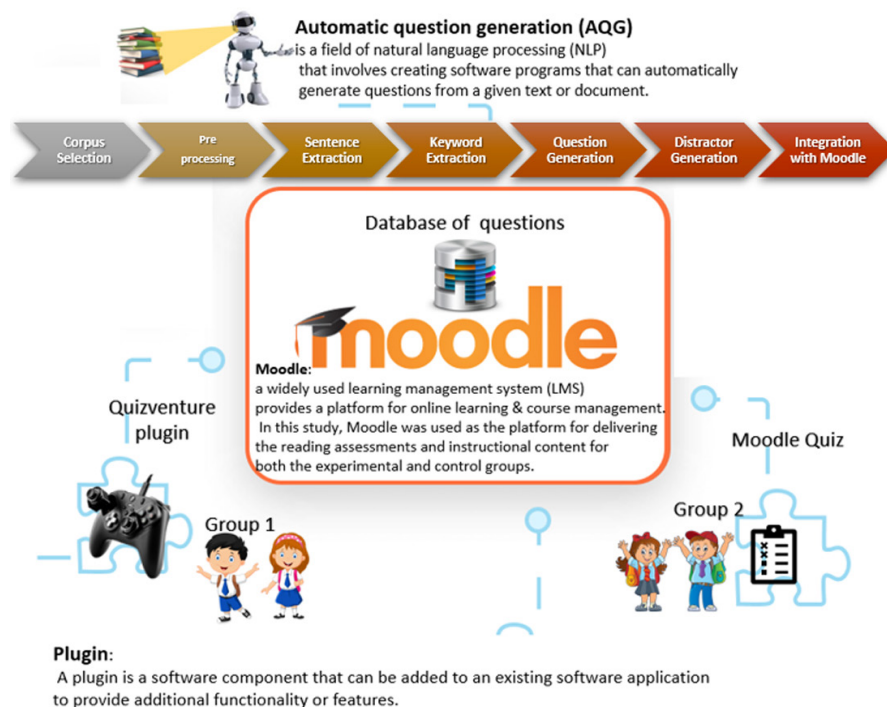 Automatic question generation (AQG)
is a field of natural language processing (NLP)
that involves creating software programs that can automatically
generate questions from a given text or document.
Corpus
Selection
Pre
processing
Sentence
Extraction
Keyword
Extraction
Question
Generation
Distractor
Generation
Integration
with Moodle
Database of questions
moodle
Moodle:
a widely used learning management system (LMS)
provides a platform for online learning & course management.
In this study, Moodle was used as the platform for delivering
the reading assessments and instructional content for
both the experimental and control groups.
Quizventure
plugin
Group 1
Moodle Quiz
Group 2
Plugin:
A plugin is a software component that can be added to an existing software application
to provide additional functionality or features.